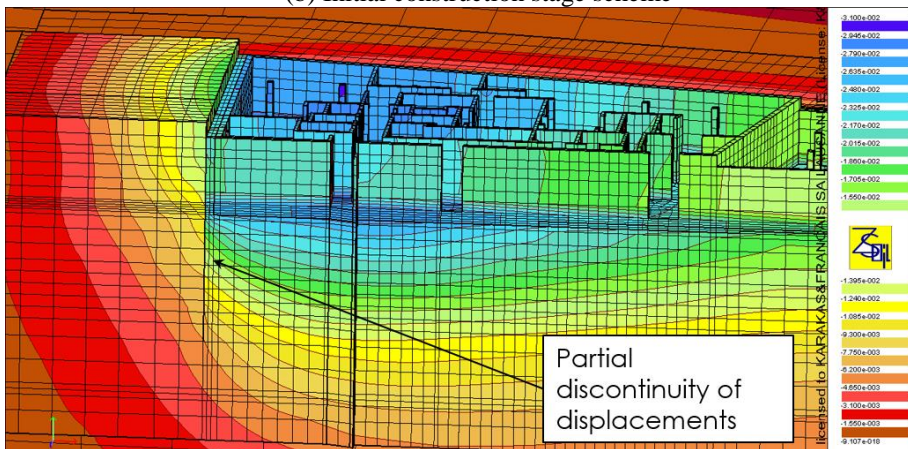 (b) Initial construction stage scheme
-3.100e-002
-2.945e-002
-2.790e-002
-2.635e-002
-2.480e-002
-2.325e-002
-2.170e-002
-2.015e-002
-1.860e-002
-1.705e-002
-1.550e-002
-1.395e-002
-1.240e-002
-1.085e-002
-9.300e-003
-7.750e-003
-6.200e-003
-4.650e-003
-3.100e-003
-1.550e-003
-9.107e-018
licensed to KARAKAS&FRANCAIS SA LAUSANNE (License
Partial
discontinuity of
displacements